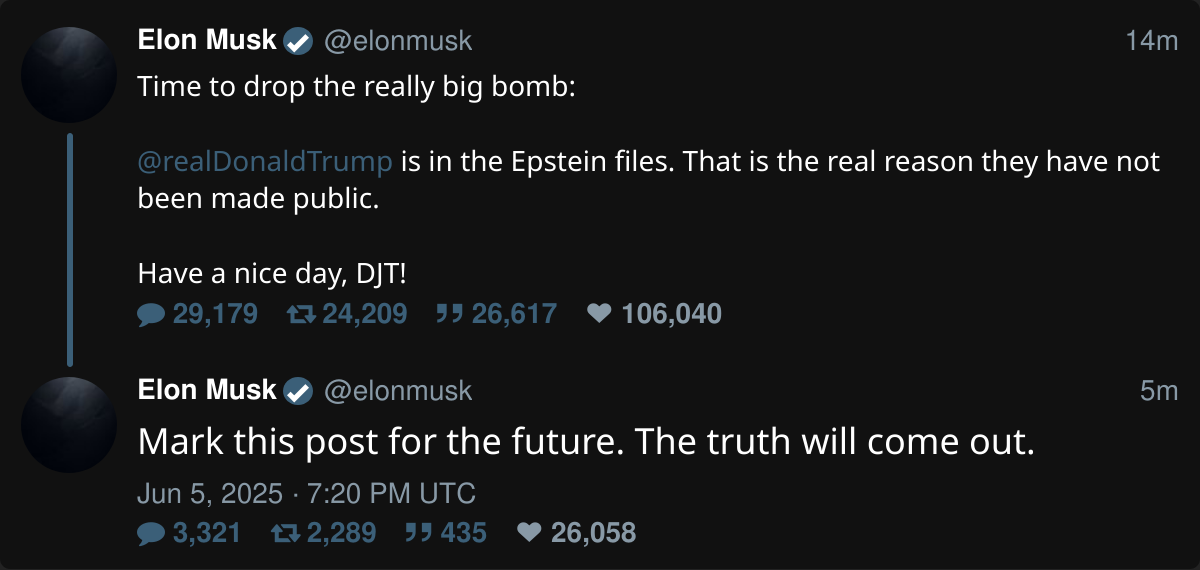 Elon Musk @elonmusk 14m
Time to drop the really big bomb:
@realDonaldTrump is in the Epstein files. That is the real reason they have not
been made public.
Have a nice day, DJT!
29,179 24,209 26,617 106,040
Elon Musk @elonmusk 5m
Mark this post for the future. The truth will come out.
Jun 5, 2025 · 7:20 PM UTC
3,321 2,289 435 26,058